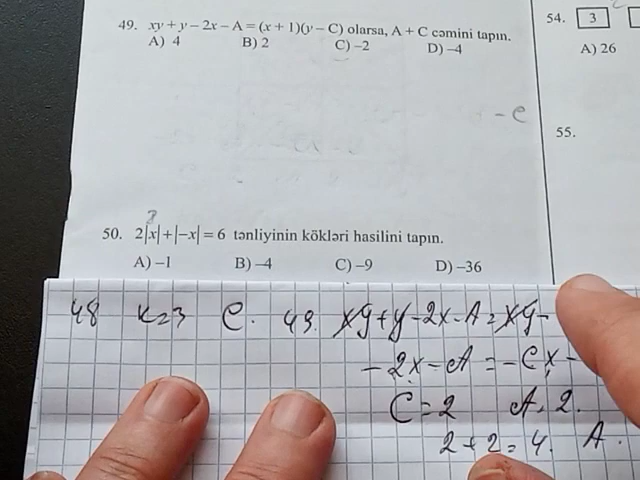 49. xy + y − 2x − A = (x + 1)(y − C) olarsa, A + C cəmini tapın.
A) 4 B) 2 C) −2 D) −4
− C
50. 2|x| + |−x| = 6 tənliyinin kökləri hasilini tapın.
A) −1 B) −4 C) −9 D) −36
54. 3
A) 26
55.
48 K=3 C. 49. xy+y-2x-A=xy-
-2x-A=-Cx-
C=2 A=2.
2+2=4. A.